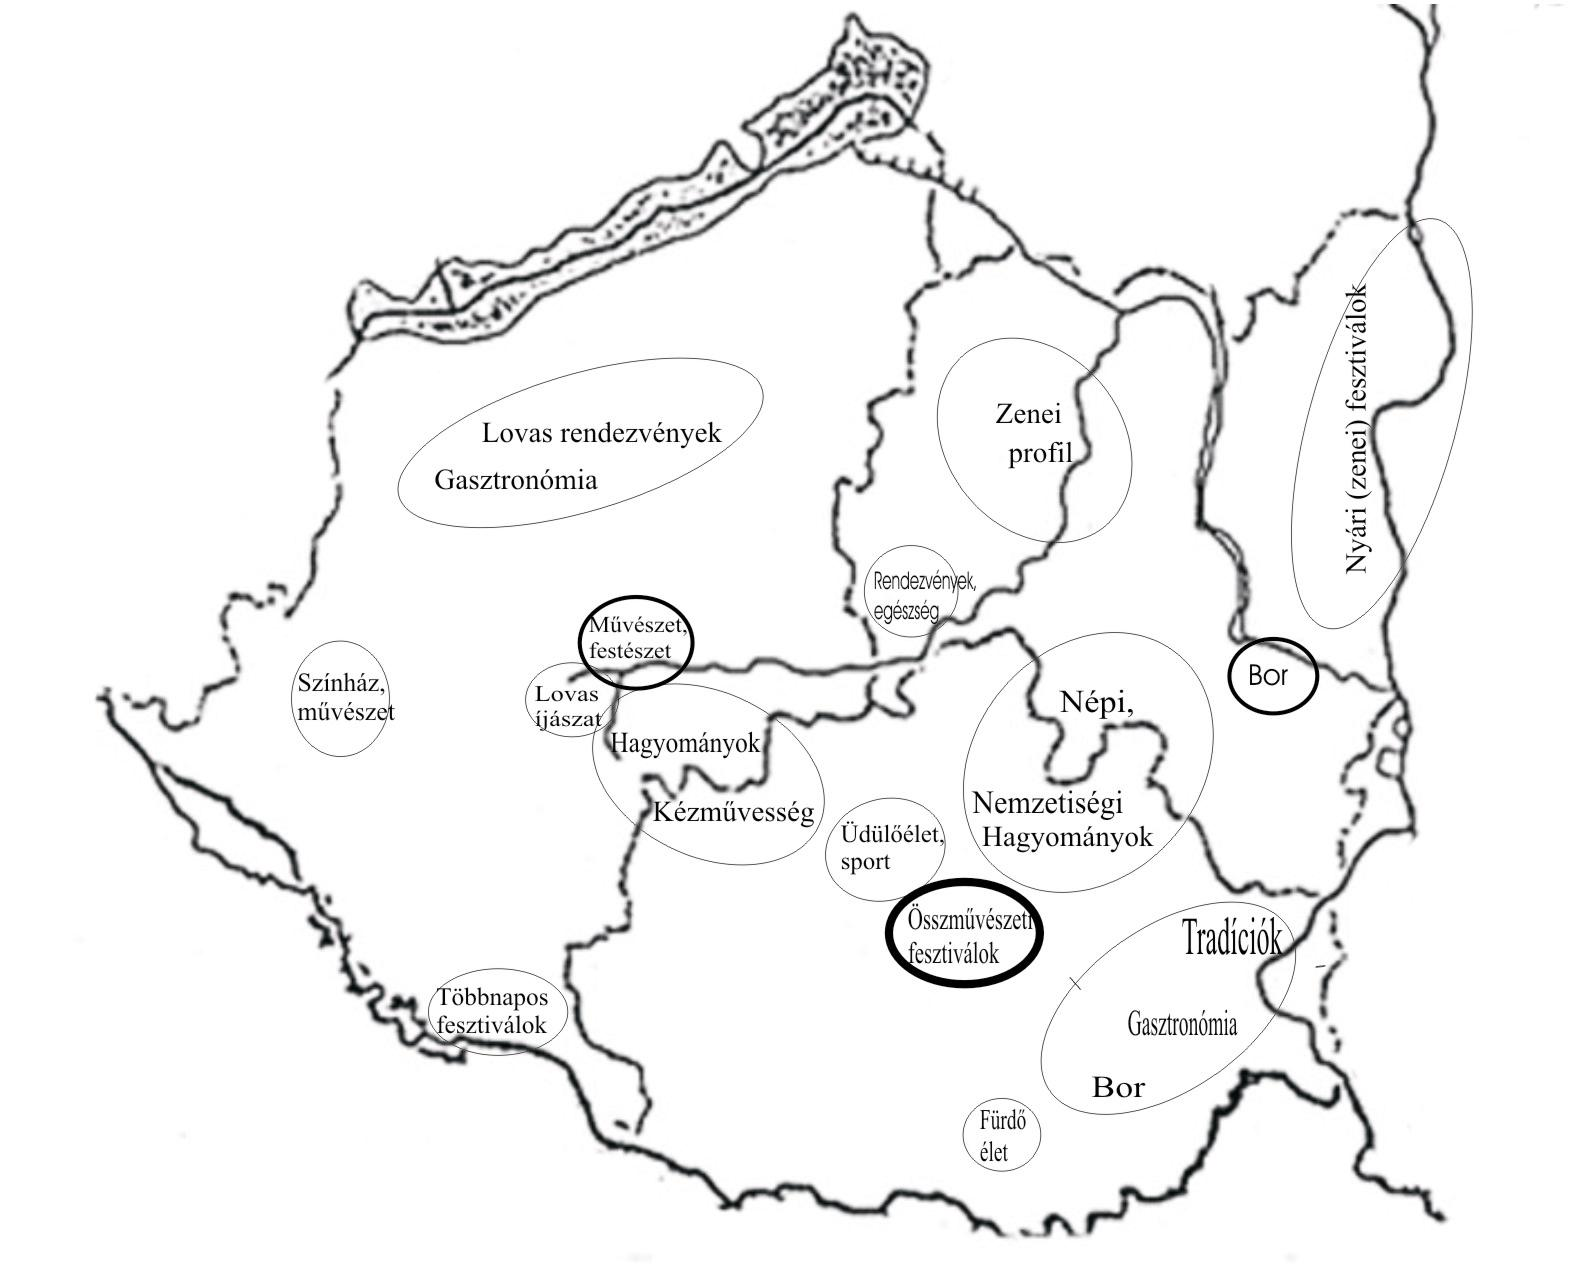 Nyári (zenei) fesztiválok
Zenei
profil
Lovas rendezvények
Gasztronómia
Rendezvények,
egészség
Művészet,
festészet
Színház,
művészet
Lovas
íjászat
Bor
Népi,
Hagyományok
Kézművesség
Nemzetiségi
Hagyományok
Üdülőélet,
sport
Összművészeti
fesztiválok
Tradíciók
Gasztronómia
Bor
Többnapos
fesztiválok
Fürdő
élet